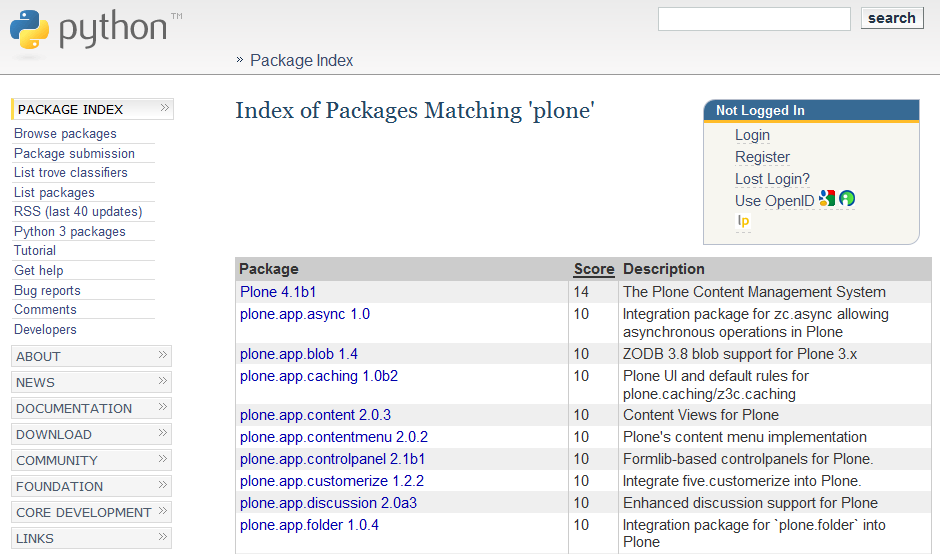 python™
search
» Package Index
PACKAGE INDEX »
Browse packages
Package submission
List trove classifiers
List packages
RSS (last 40 updates)
Python 3 packages
Tutorial
Get help
Bug reports
Comments
Developers
ABOUT »
NEWS »
DOCUMENTATION »
DOWNLOAD »
COMMUNITY »
FOUNDATION »
CORE DEVELOPMENT »
LINKS »
Index of Packages Matching 'plone'
Not Logged In
Login
Register
Lost Login?
Use OpenID
lp
Package Score Description
Plone 4.1b1 14 The Plone Content Management System
plone.app.async 1.0 10 Integration package for zc.async allowing
asynchronous operations in Plone
plone.app.blob 1.4 10 ZODB 3.8 blob support for Plone 3.x
plone.app.caching 1.0b2 10 Plone UI and default rules for
plone.caching/z3c.caching
plone.app.content 2.0.3 10 Content Views for Plone
plone.app.contentmenu 2.0.2 10 Plone's content menu implementation
plone.app.controlpanel 2.1b1 10 Formlib-based controlpanels for Plone.
plone.app.customerize 1.2.2 10 Integrate five.customerize into Plone.
plone.app.discussion 2.0a3 10 Enhanced discussion support for Plone
plone.app.folder 1.0.4 10 Integration package for `plone.folder` into
Plone